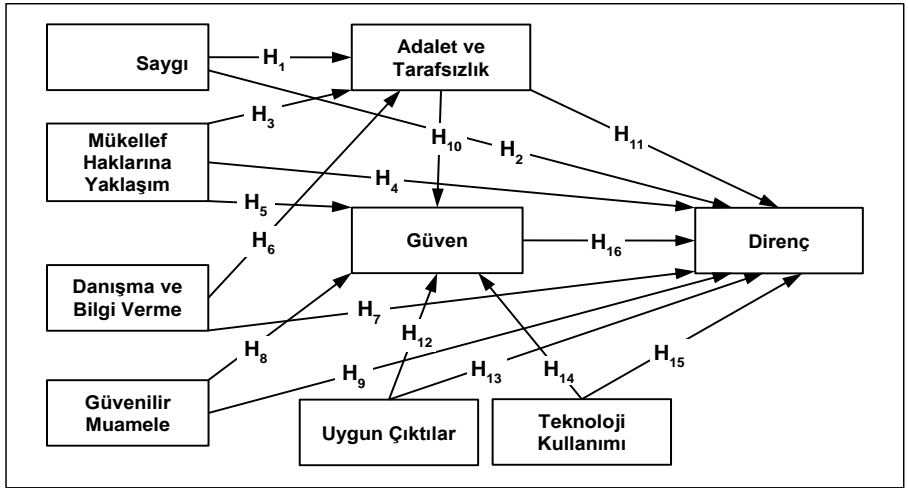 Saygı
H1
Adalet ve
Tarafsızlık
H3
H10
H2
H11
Mükellef
Haklarına
Yaklaşım
H4
H5
Güven
H16
Direnç
H6
Danışma ve
Bilgi Verme
H7
H8
H12
H9
H13
H14
H15
Güvenilir
Muamele
Uygun Çıktılar
Teknoloji
Kullanımı